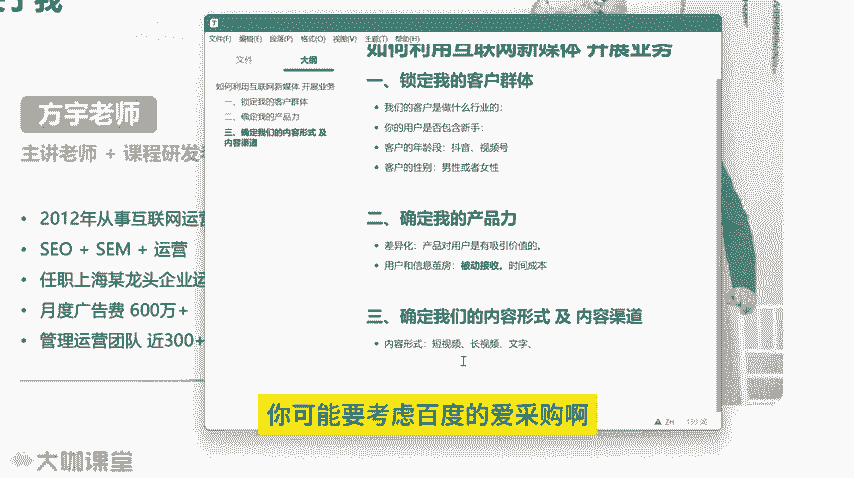 于我
方宇老师
主讲老师 + 课程研发
2012年从事互联网运营
SEO + SEM + 运营
任职上海某龙头企业运
月度广告费 600万+
管理运营团队 近300+
大咖课堂
T
文件(F) 编辑(E) 段落(P) 格式(O) 视图(V) 主题(T) 帮助(H)
文件 大纲
如何利用互联网新媒体 开展业务
一、锁定我的客户群体
二、确定我的产品力
三、确定我们的内容形式 及
内容渠道
如何利用互联网新媒体 开展业务
一、锁定我的客户群体
我们的客户是做什么行业的:
你的用户是否包含新手:
客户的年龄段：抖音、视频号
客户的性别：男性或者女性
二、确定我的产品力
差异化：产品对用户是有吸引价值的。
用户和信息茧房：被动接收。时间成本
三、确定我们的内容形式 及 内容渠道
内容形式：短视频、长视频、文字、
你可能要考虑百度的爱采购啊
ZH